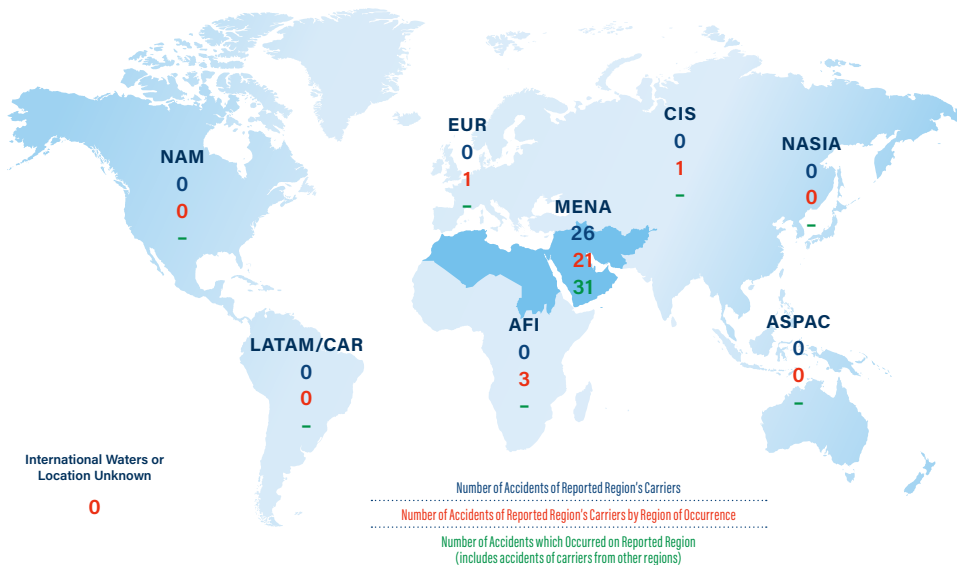 NAM
0
0
–
EUR
0
1
–
CIS
0
1
–
NASIA
0
0
–
MENA
26
21
31
LATAM/CAR
0
0
–
AFI
0
3
–
ASPAC
0
0
–
International Waters or
Location Unknown
0
Number of Accidents of Reported Region's Carriers
Number of Accidents of Reported Region's Carriers by Region of Occurrence
Number of Accidents which Occurred on Reported Region
(includes accidents of carriers from other regions)